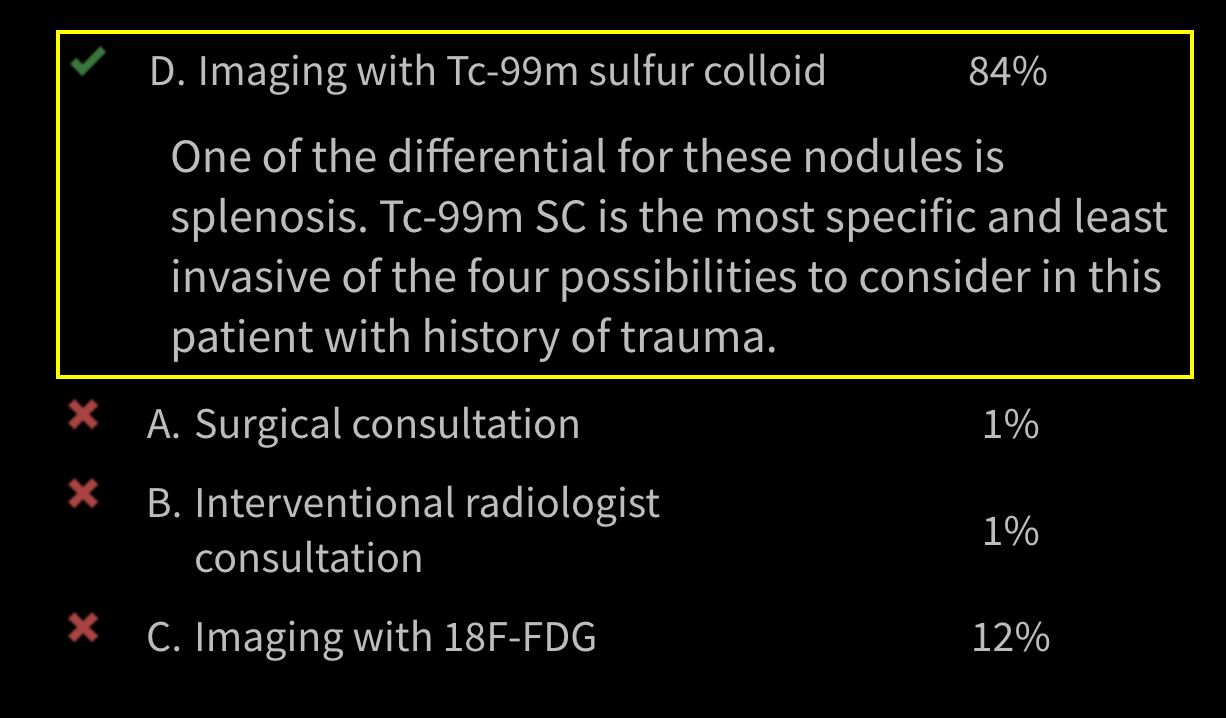 D. Imaging with Tc-99m sulfur colloid 84%
One of the differential for these nodules is
splenosis. Tc-99m SC is the most specific and least
invasive of the four possibilities to consider in this
patient with history of trauma.
A. Surgical consultation 1%
B. Interventional radiologist
consultation 1%
C. Imaging with 18F-FDG 12%